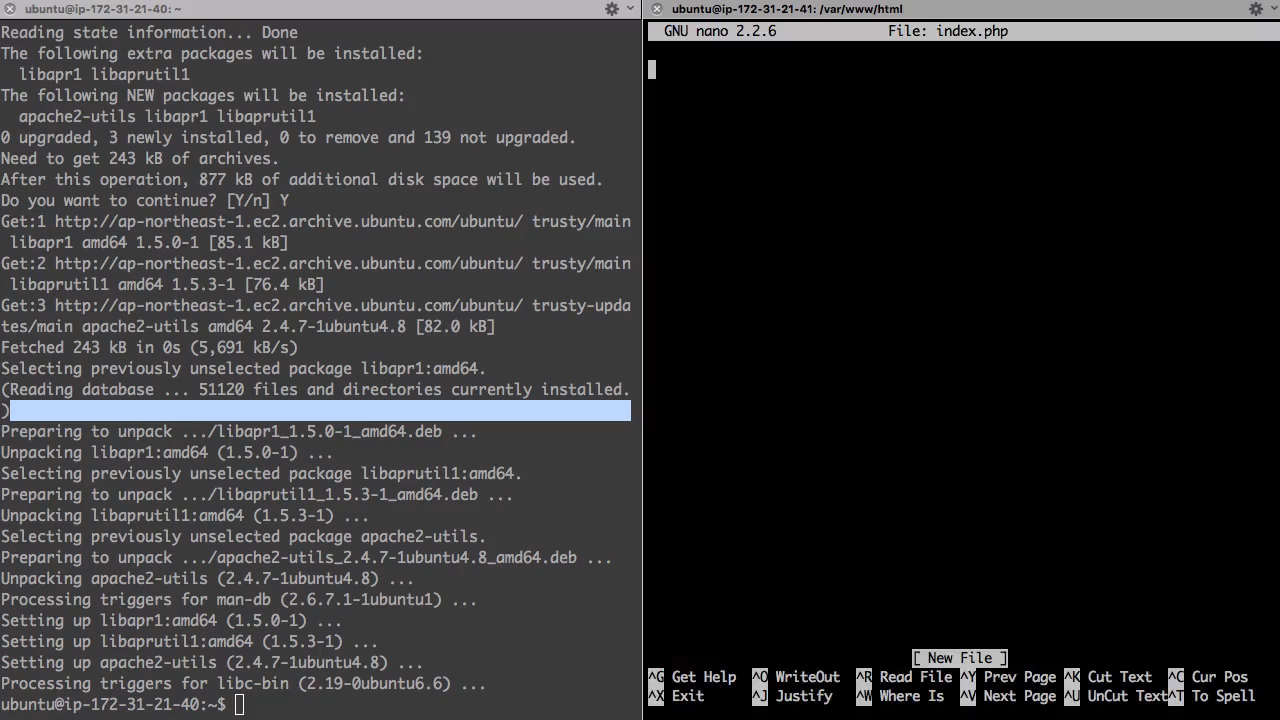 ubuntu@ip-172-31-21-40: ~
Reading state information... Done
The following extra packages will be installed:
  libapr1 libaprutil1
The following NEW packages will be installed:
  apache2-utils libapr1 libaprutil1
0 upgraded, 3 newly installed, 0 to remove and 139 not upgraded.
Need to get 243 kB of archives.
After this operation, 877 kB of additional disk space will be used.
Do you want to continue? [Y/n] Y
Get:1 http://ap-northeast-1.ec2.archive.ubuntu.com/ubuntu/ trusty/main
 libapr1 amd64 1.5.0-1 [85.1 kB]
Get:2 http://ap-northeast-1.ec2.archive.ubuntu.com/ubuntu/ trusty/main
 libaprutil1 amd64 1.5.3-1 [76.4 kB]
Get:3 http://ap-northeast-1.ec2.archive.ubuntu.com/ubuntu/ trusty-upda
tes/main apache2-utils amd64 2.4.7-1ubuntu4.8 [82.0 kB]
Fetched 243 kB in 0s (5,691 kB/s)
Selecting previously unselected package libapr1:amd64.
(Reading database ... 51120 files and directories currently installed.
)
Preparing to unpack .../libapr1_1.5.0-1_amd64.deb ...
Unpacking libapr1:amd64 (1.5.0-1) ...
Selecting previously unselected package libaprutil1:amd64.
Preparing to unpack .../libaprutil1_1.5.3-1_amd64.deb ...
Unpacking libaprutil1:amd64 (1.5.3-1) ...
Selecting previously unselected package apache2-utils.
Preparing to unpack .../apache2-utils_2.4.7-1ubuntu4.8_amd64.deb ...
Unpacking apache2-utils (2.4.7-1ubuntu4.8) ...
Processing triggers for man-db (2.6.7.1-1ubuntu1) ...
Setting up libapr1:amd64 (1.5.0-1) ...
Setting up libaprutil1:amd64 (1.5.3-1) ...
Setting up apache2-utils (2.4.7-1ubuntu4.8) ...
Processing triggers for libc-bin (2.19-0ubuntu6.6) ...
ubuntu@ip-172-31-21-40:~$
ubuntu@ip-172-31-21-41: /var/www/html
GNU nano 2.2.6 File: index.php
[ New File ]
^G Get Help ^O WriteOut ^R Read File ^Y Prev Page ^K Cut Text ^C Cur Pos
^X Exit ^J Justify ^W Where Is ^V Next Page ^U UnCut Text ^T To Spell